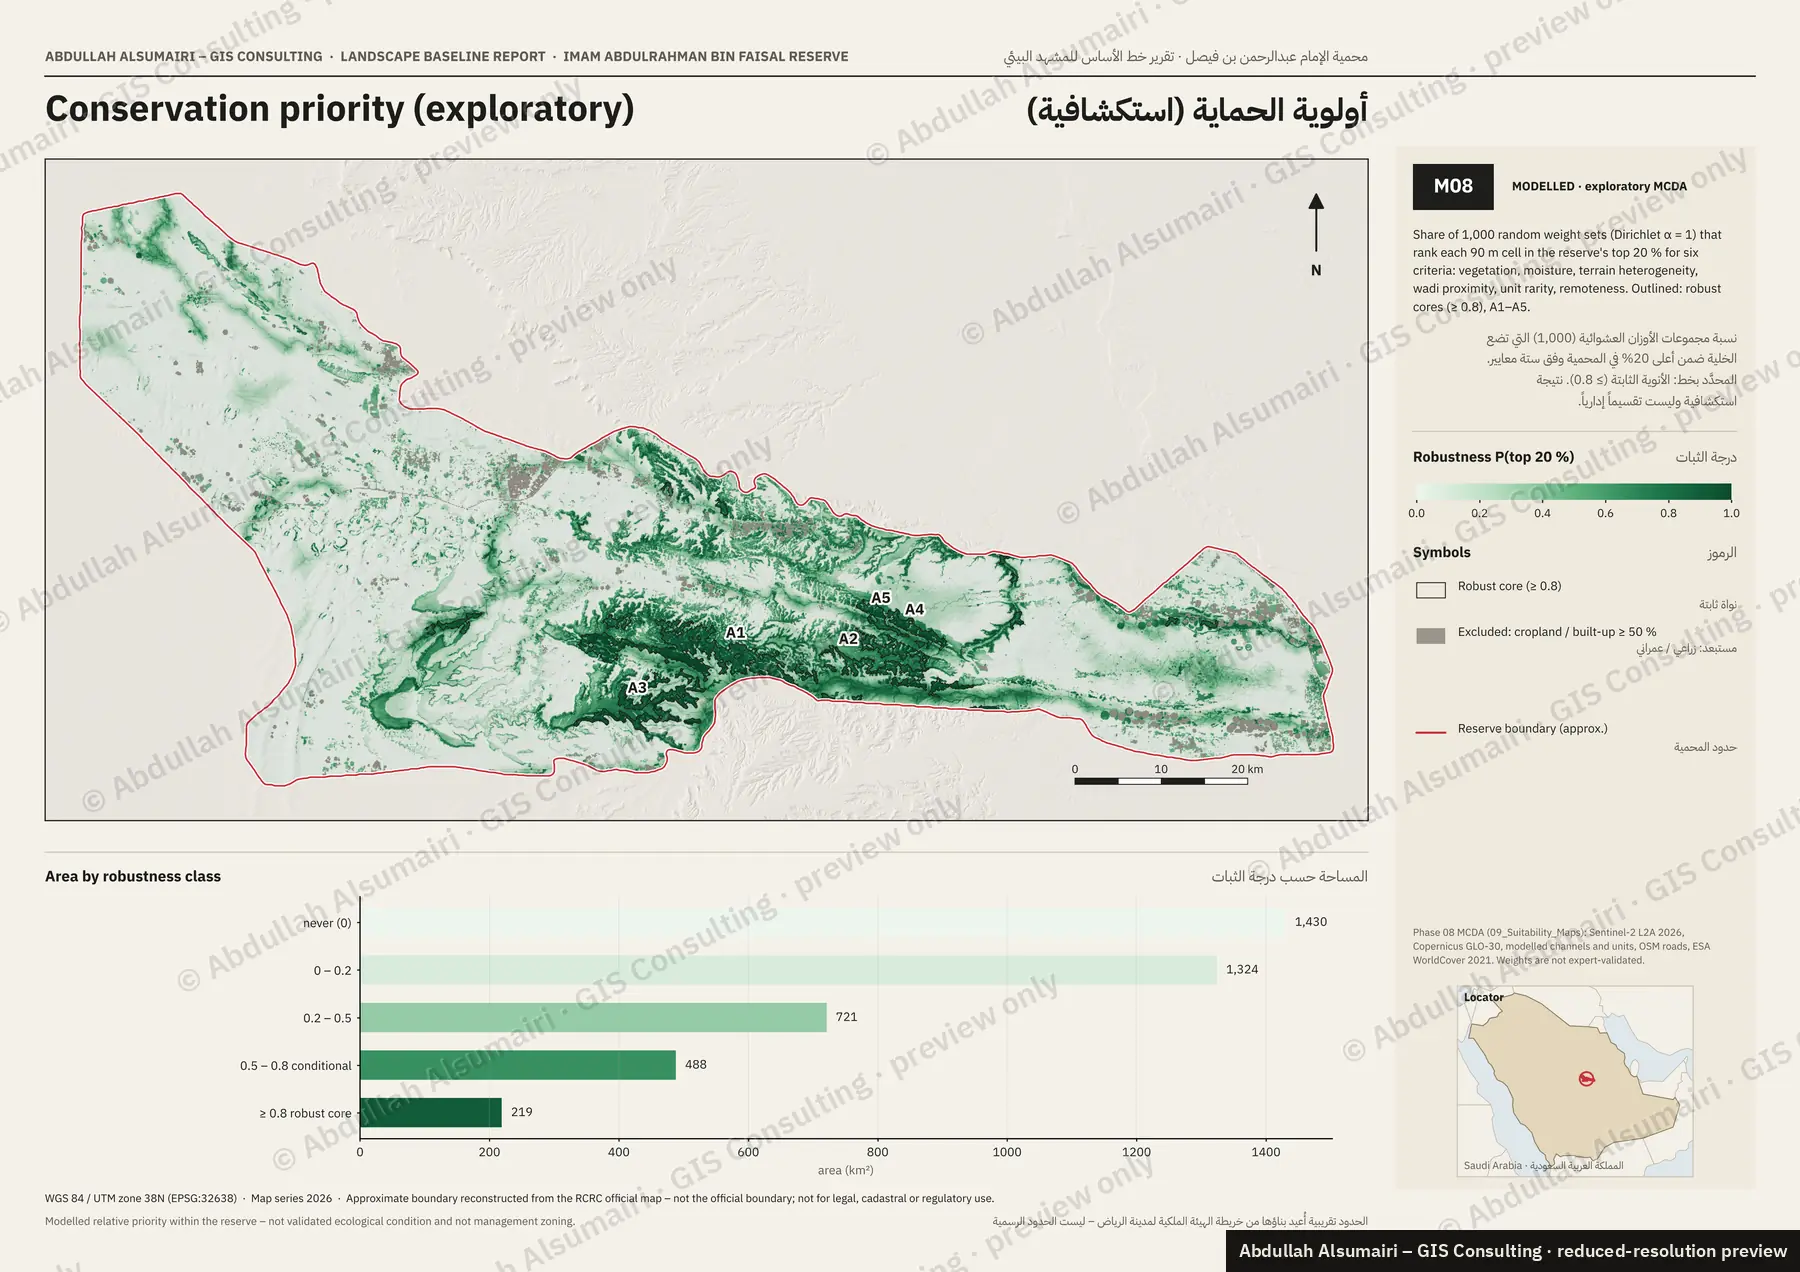 ABDULLAH ALSUMAIRI – GIS CONSULTING · LANDSCAPE BASELINE REPORT · IMAM ABDULRAHMAN BIN FAISAL RESERVE
محمية الإمام عبدالرحمن بن فيصل · تقرير خط الأساس للمشهد البيئي
Conservation priority (exploratory)
أولوية الحماية (استكشافية)
N
A5
A4
A1
A2
A3
0 10 20 km
M08
MODELLED · exploratory MCDA
Share of 1,000 random weight sets (Dirichlet α = 1) that
rank each 90 m cell in the reserve's top 20 % for six
criteria: vegetation, moisture, terrain heterogeneity,
wadi proximity, unit rarity, remoteness. Outlined: robust
cores (≥ 0.8), A1–A5.
نسبة مجموعات الأوزان العشوائية (1,000) التي تضع
الخلية ضمن أعلى 20% في المحمية وفق ستة معايير.
المحدَّد بخط: الأنوية الثابتة (≥ 0.8). نتيجة
استكشافية وليست تقسيماً إدارياً.
Robustness P(top 20 %)
درجة الثبات
0.0 0.2 0.4 0.6 0.8 1.0
Symbols
الرموز
Robust core (≥ 0.8)
نواة ثابتة
Excluded: cropland / built-up ≥ 50 %
مستبعد: زراعي / عمراني
Reserve boundary (approx.)
حدود المحمية
Area by robustness class
المساحة حسب درجة الثبات
never (0) 1,430
0 – 0.2 1,324
0.2 – 0.5 721
0.5 – 0.8 conditional 488
≥ 0.8 robust core 219
0 200 400 600 800 1000 1200 1400
area (km²)
Phase 08 MCDA (09_Suitability_Maps): Sentinel-2 L2A 2026,
Copernicus GLO-30, modelled channels and units, OSM roads, ESA
WorldCover 2021. Weights are not expert-validated.
Locator
Saudi Arabia · المملكة العربية السعودية
WGS 84 / UTM zone 38N (EPSG:32638) · Map series 2026 · Approximate boundary reconstructed from the RCRC official map – not the official boundary; not for legal, cadastral or regulatory use.
Modelled relative priority within the reserve – not validated ecological condition and not management zoning.
الحدود تقريبية أُعيد بناؤها من خريطة الهيئة الملكية لمدينة الرياض – ليست الحدود الرسمية
© Abdullah Alsumairi · GIS Consulting · preview only
Abdullah Alsumairi – GIS Consulting · reduced-resolution preview